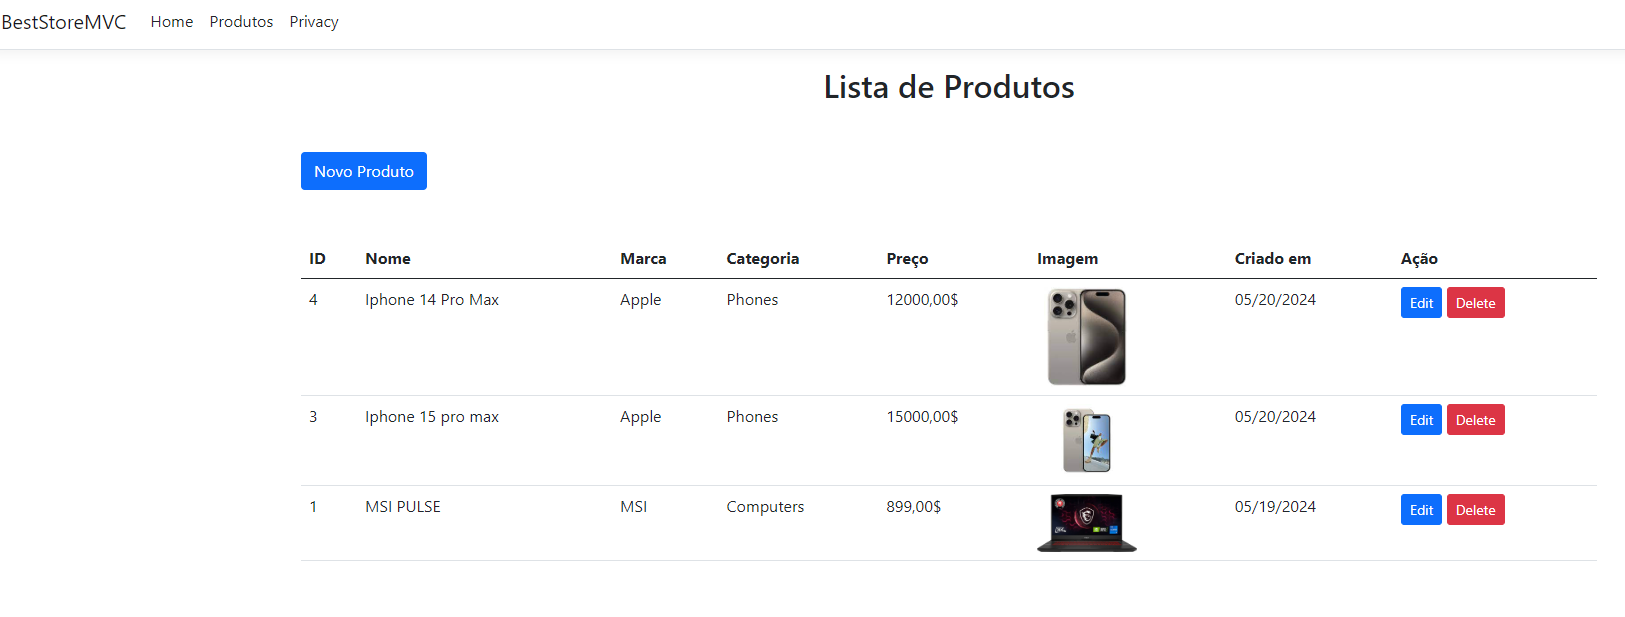 BestStoreMVC Home Produtos Privacy
Lista de Produtos
Novo Produto
ID Nome Marca Categoria Preço Imagem Criado em Ação
4 Iphone 14 Pro Max Apple Phones 12000,00$ 05/20/2024 Edit Delete
3 Iphone 15 pro max Apple Phones 15000,00$ 05/20/2024 Edit Delete
1 MSI PULSE MSI Computers 899,00$ 05/19/2024 Edit Delete